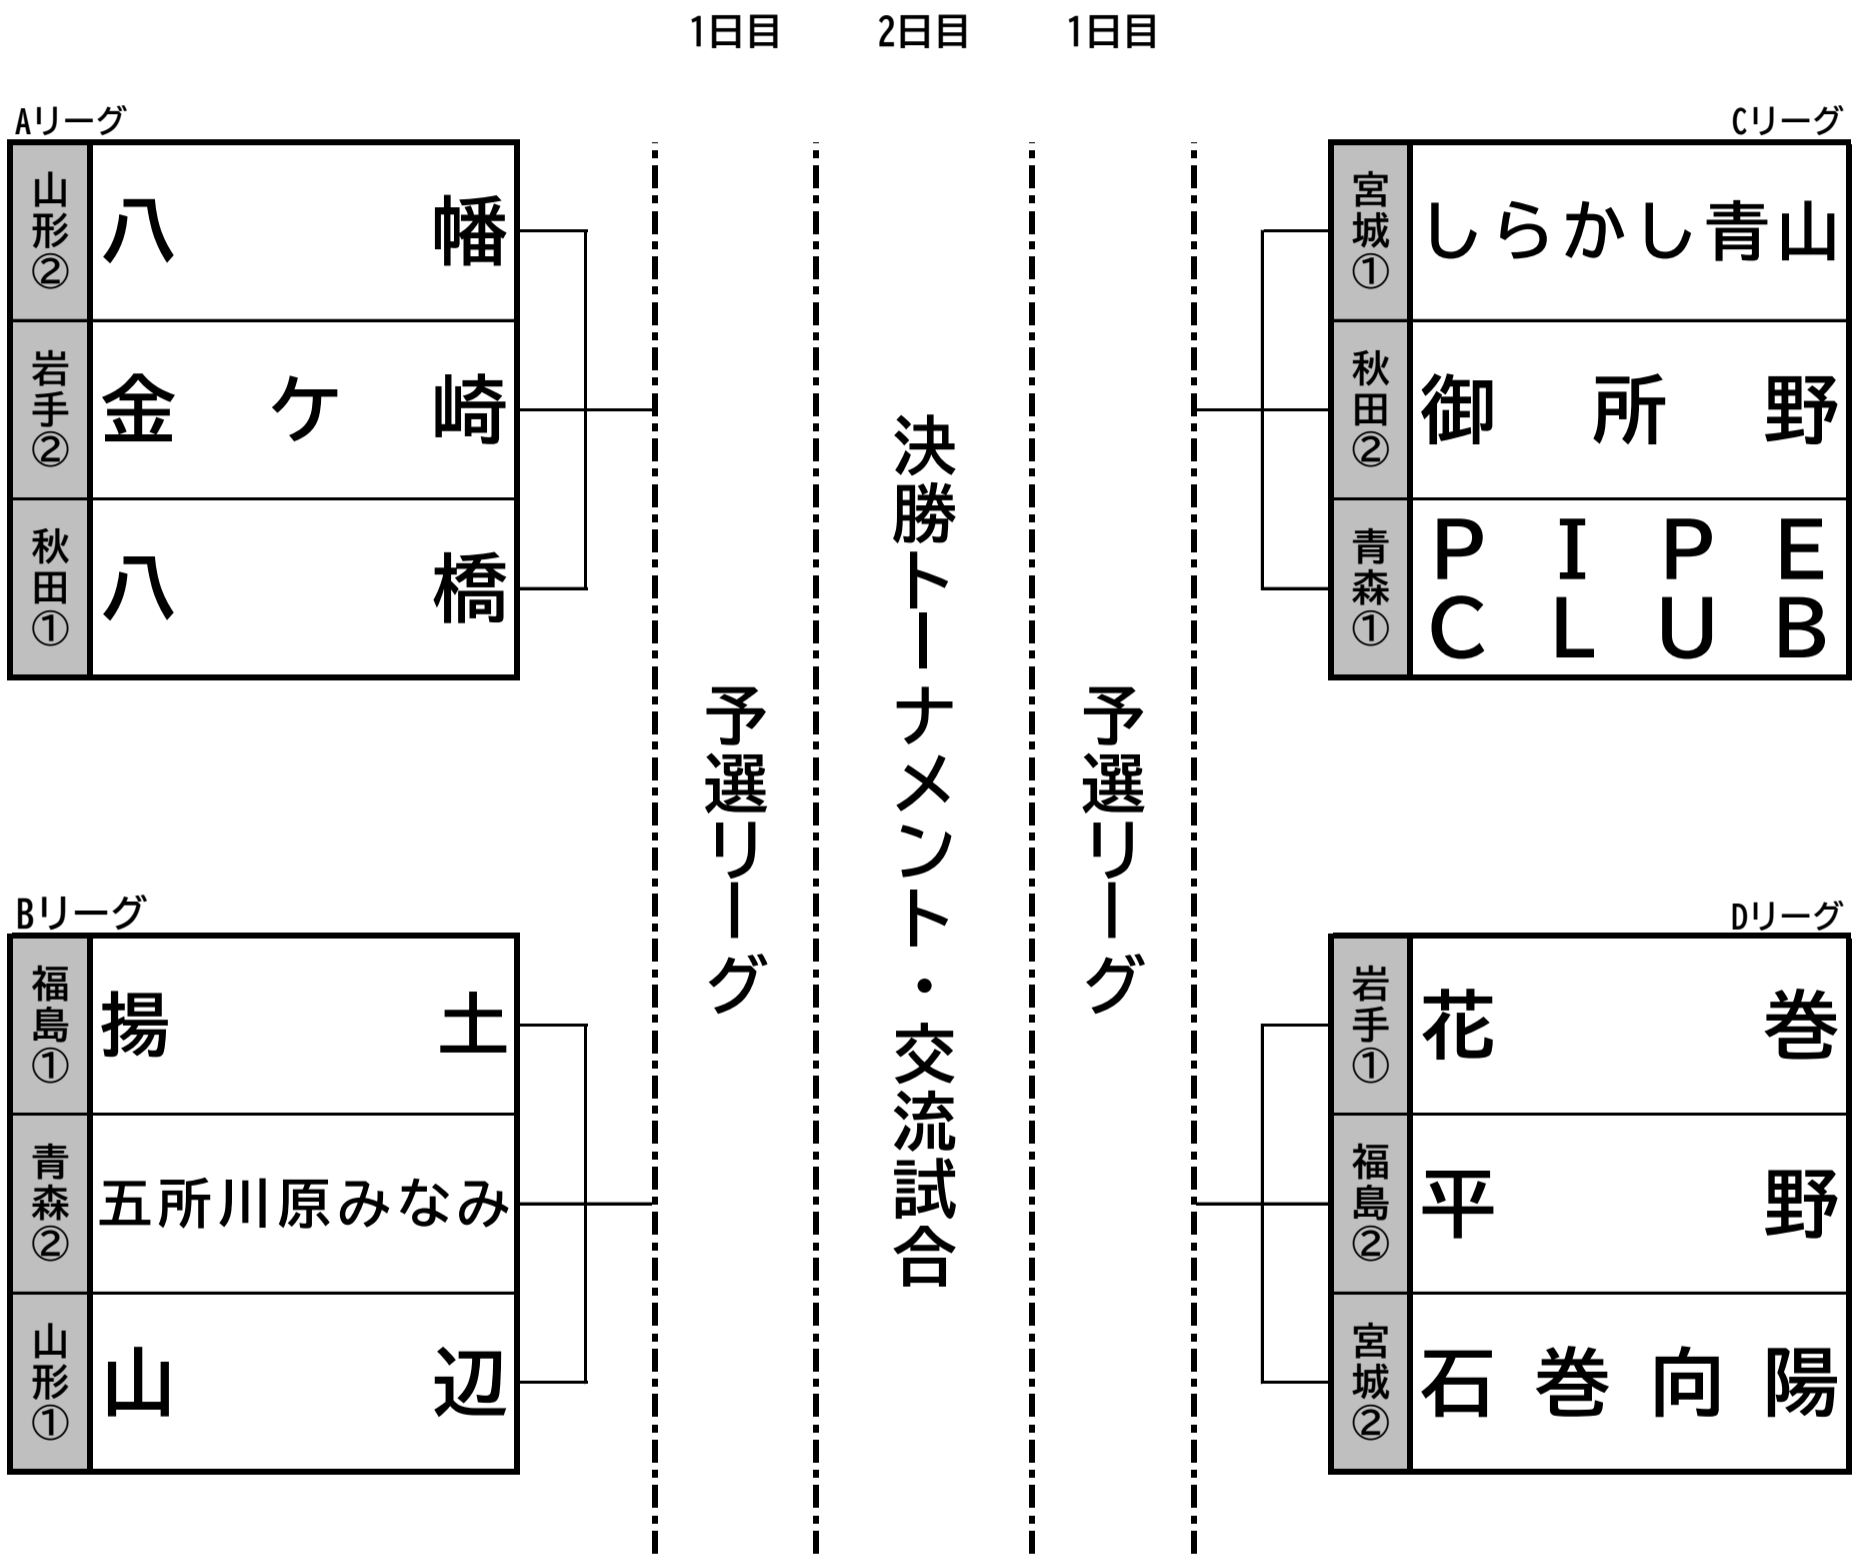 1日目 2日目 1日目
Aリーグ
山形② 八幡
岩手② 金ケ崎
秋田① 八橋
Bリーグ
福島① 揚土
青森② 五所川原みなみ
山形① 山辺
予選リーグ
決勝トーナメント・交流試合
予選リーグ
Cリーグ
宮城① しらかし青山
秋田② 御所野
青森① PIPE
CLUB
Dリーグ
岩手① 花巻
福島② 平野
宮城② 石巻向陽